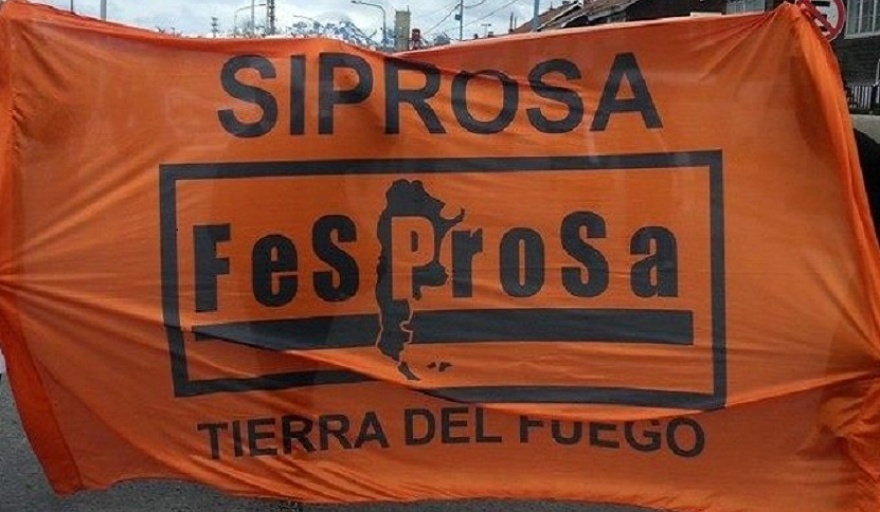 SIPROSA
FeSProSa
TIERRA DEL FUEGO